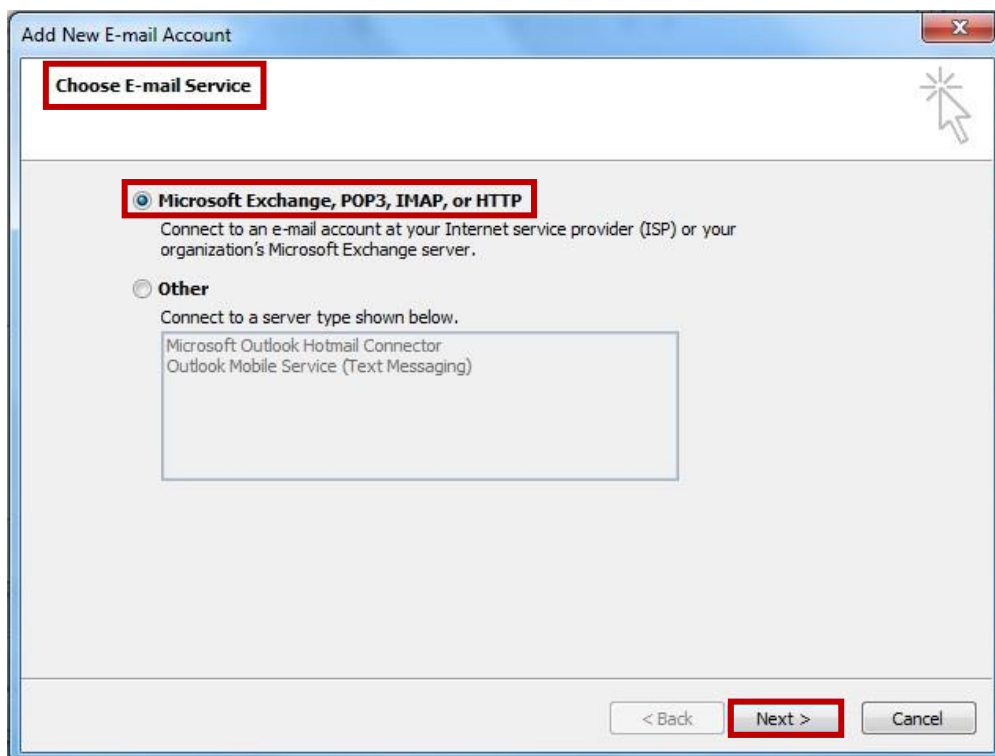 Add New E-mail Account
Choose E-mail Service
Microsoft Exchange, POP3, IMAP, or HTTP
Connect to an e-mail account at your Internet service provider (ISP) or your
organization's Microsoft Exchange server.
Other
Connect to a server type shown below.
Microsoft Outlook Hotmail Connector
Outlook Mobile Service (Text Messaging)
< Back Next > Cancel